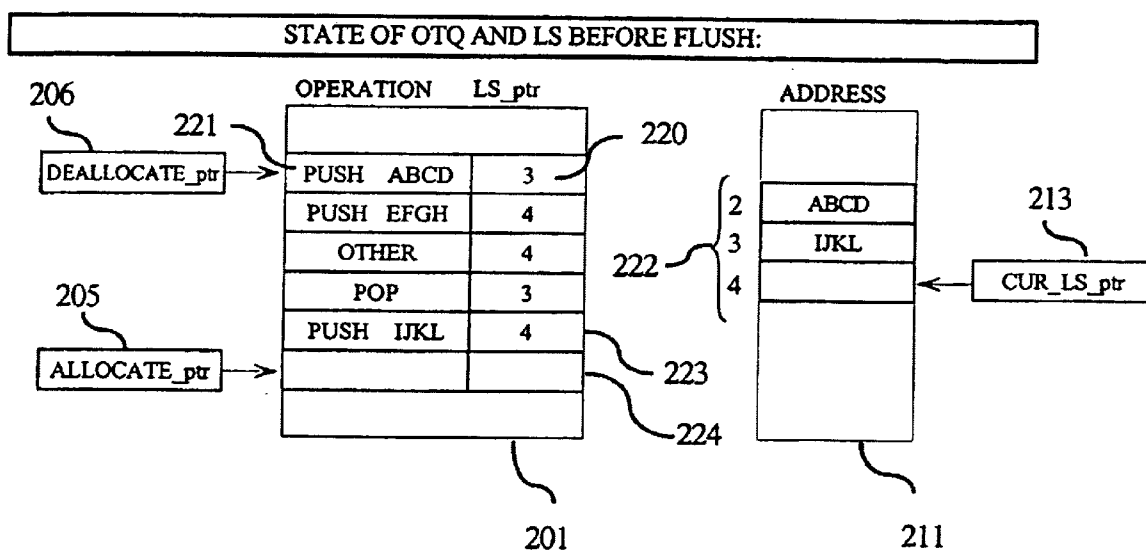 STATE OF OTQ AND LS BEFORE FLUSH:
OPERATION LS_ptr
ADDRESS
206
221
220
DEALLOCATE_ptr
PUSH ABCD 3
PUSH EFGH 4
OTHER 4
POP 3
PUSH IJKL 4
222
2 ABCD
3 IJKL
4
213
CUR_LS_ptr
205
ALLOCATE_ptr
223
224
201
211